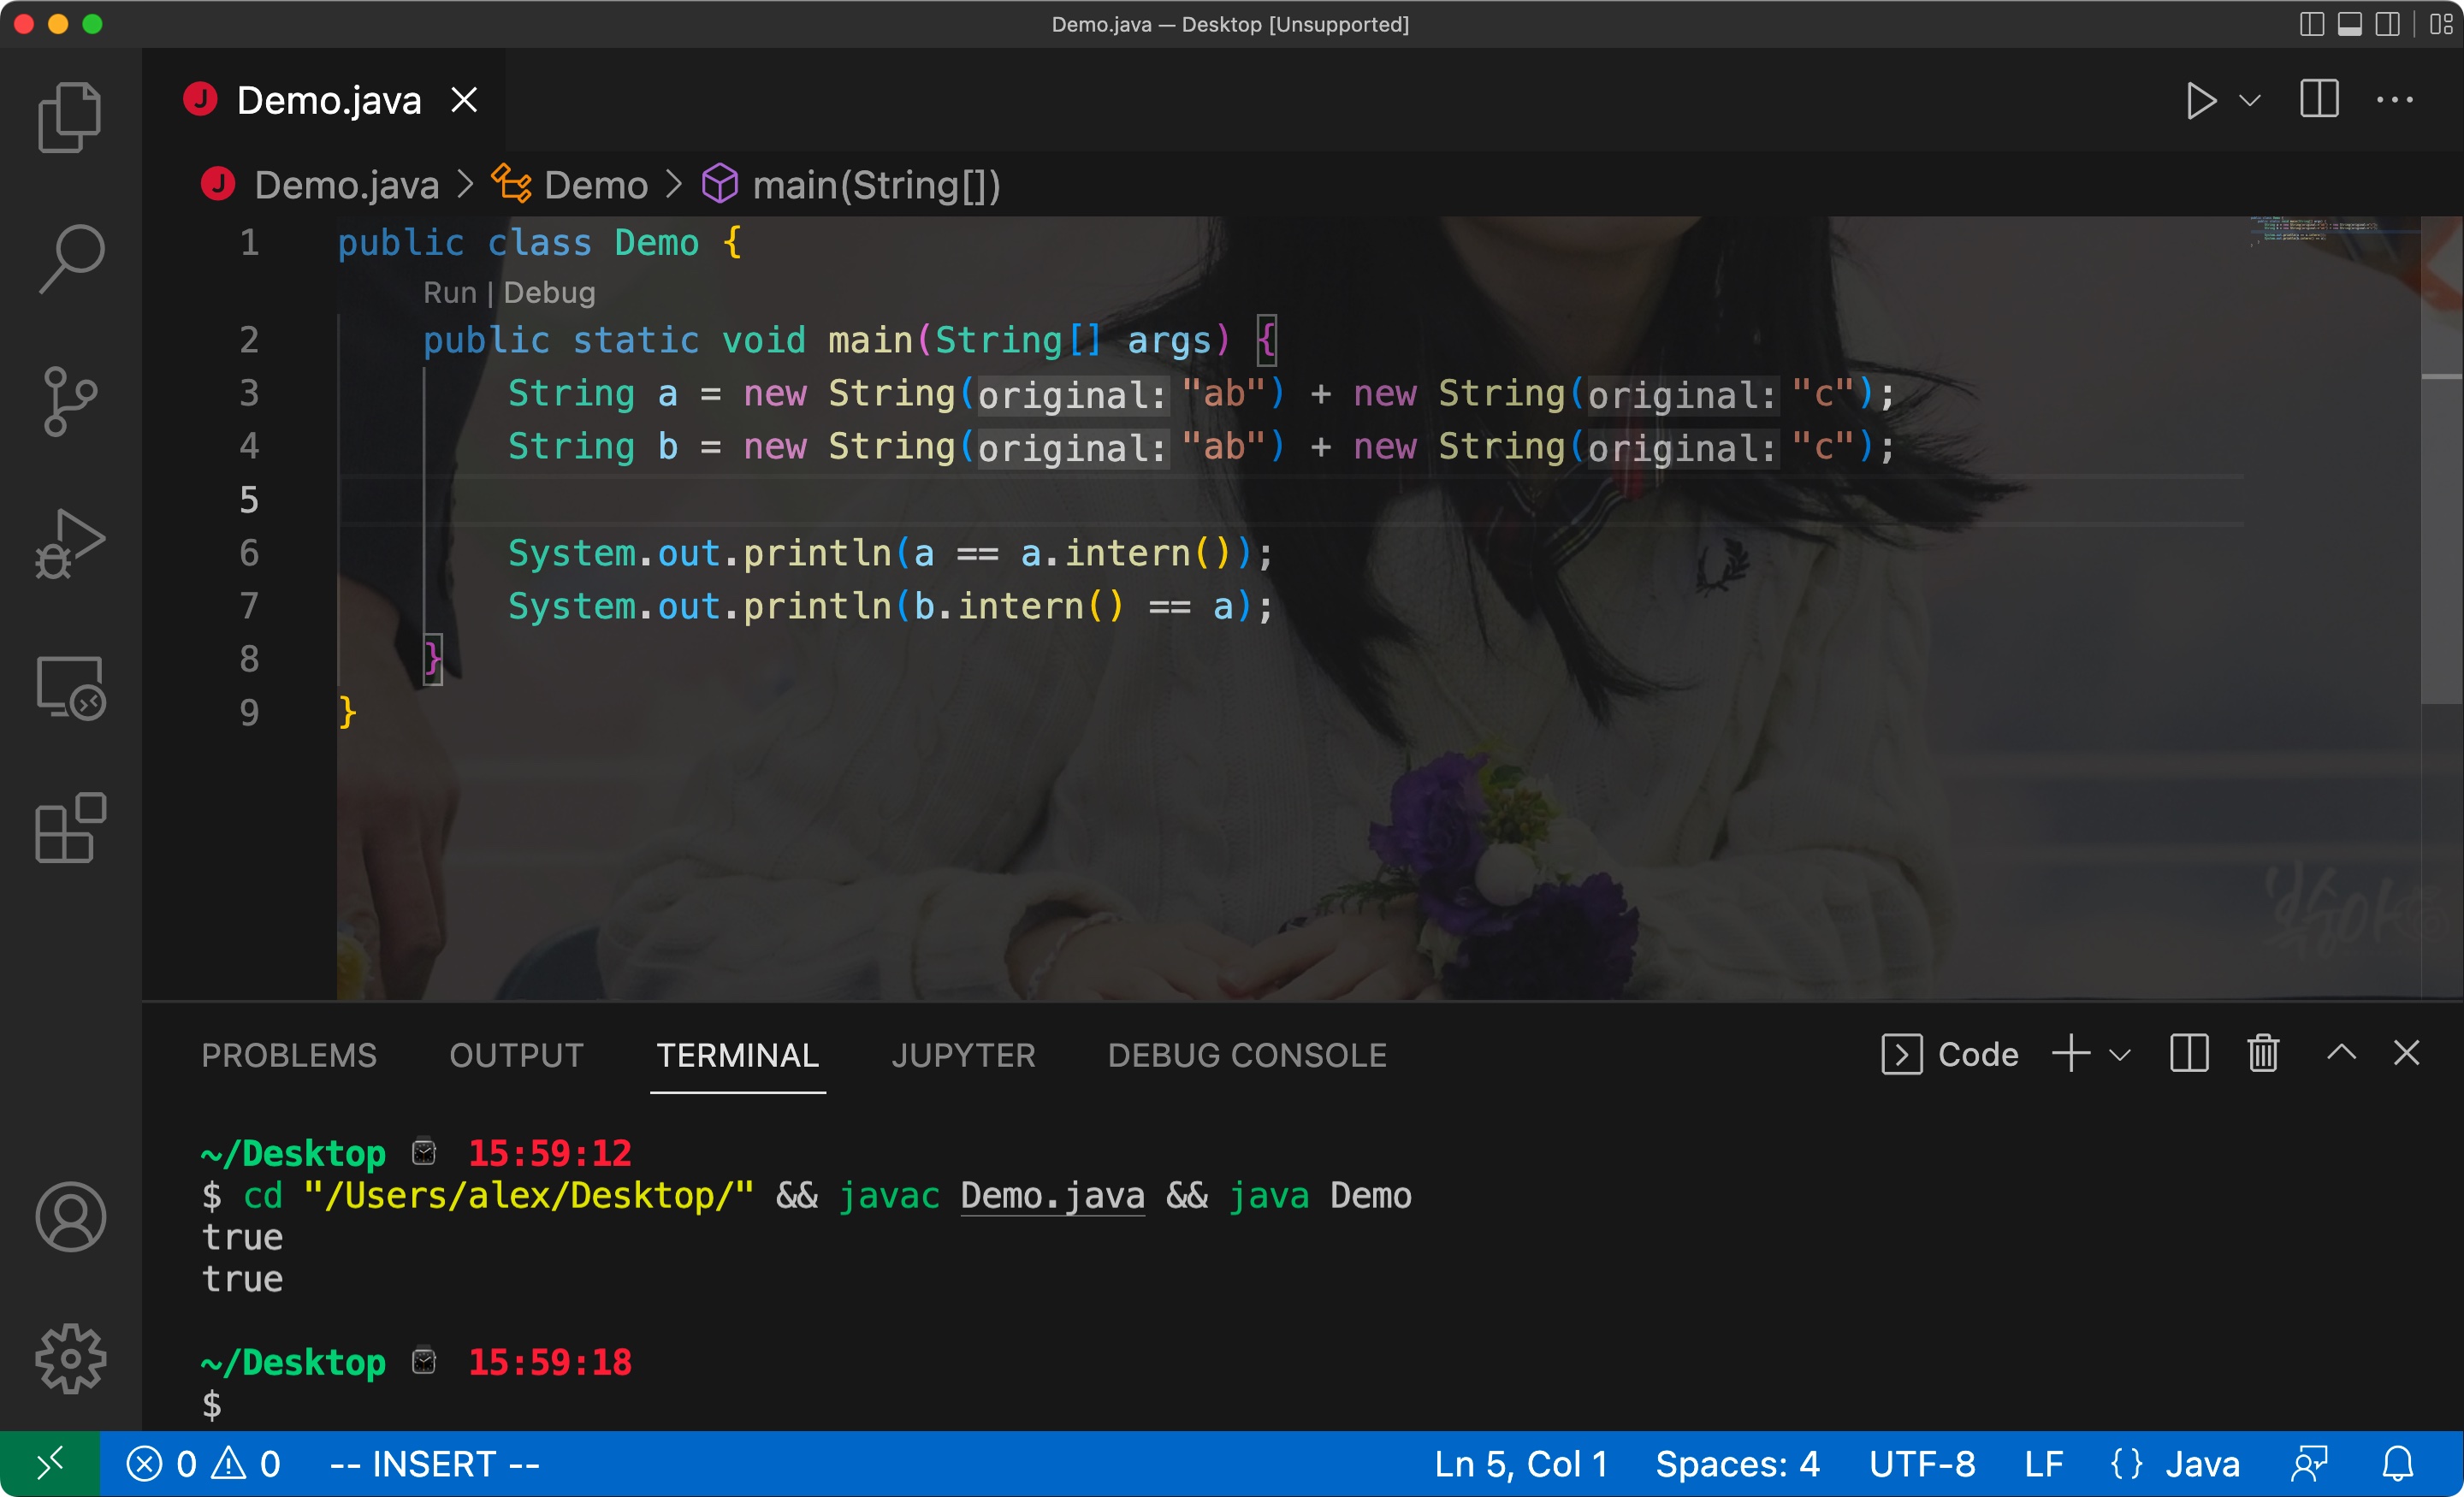 Demo.java — Desktop [Unsupported]
Demo.java
Demo.java > Demo > main(String[])
1 public class Demo {
Run | Debug
2 public static void main(String[] args) {
3 String a = new String(original:"ab") + new String(original:"c");
4 String b = new String(original:"ab") + new String(original:"c");
5
6 System.out.println(a == a.intern());
7 System.out.println(b.intern() == a);
8 }
9 }
복숭아
PROBLEMS OUTPUT TERMINAL JUPYTER DEBUG CONSOLE Code
~/Desktop ⌚ 15:59:12
$ cd "/Users/alex/Desktop/" && javac Demo.java && java Demo
true
true
~/Desktop ⌚ 15:59:18
$
0 0 -- INSERT -- Ln 5, Col 1 Spaces: 4 UTF-8 LF {} Java